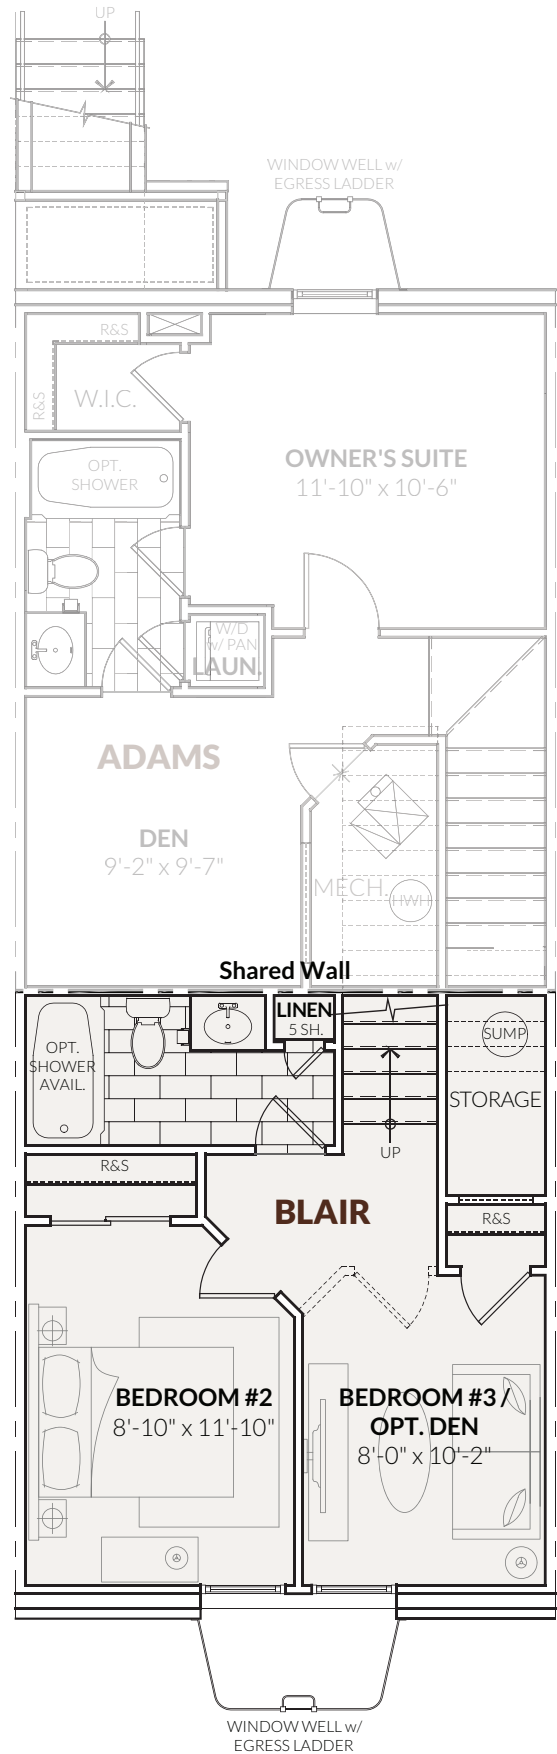 UP
WINDOW WELL w/
EGRESS LADDER
R&S
R&S
W.I.C.
OPT.
SHOWER
OWNER'S SUITE
11'-10" x 10'-6"
W/D
w/ PAN
LAUN.
ADAMS
DEN
9'-2" x 9'-7"
MECH.
HWH
Shared Wall
LINEN
5 SH.
OPT.
SHOWER
AVAIL.
SUMP
STORAGE
UP
R&S
BLAIR
R&S
BEDROOM #2
8'-10" x 11'-10"
BEDROOM #3 /
OPT. DEN
8'-0" x 10'-2"
WINDOW WELL w/
EGRESS LADDER